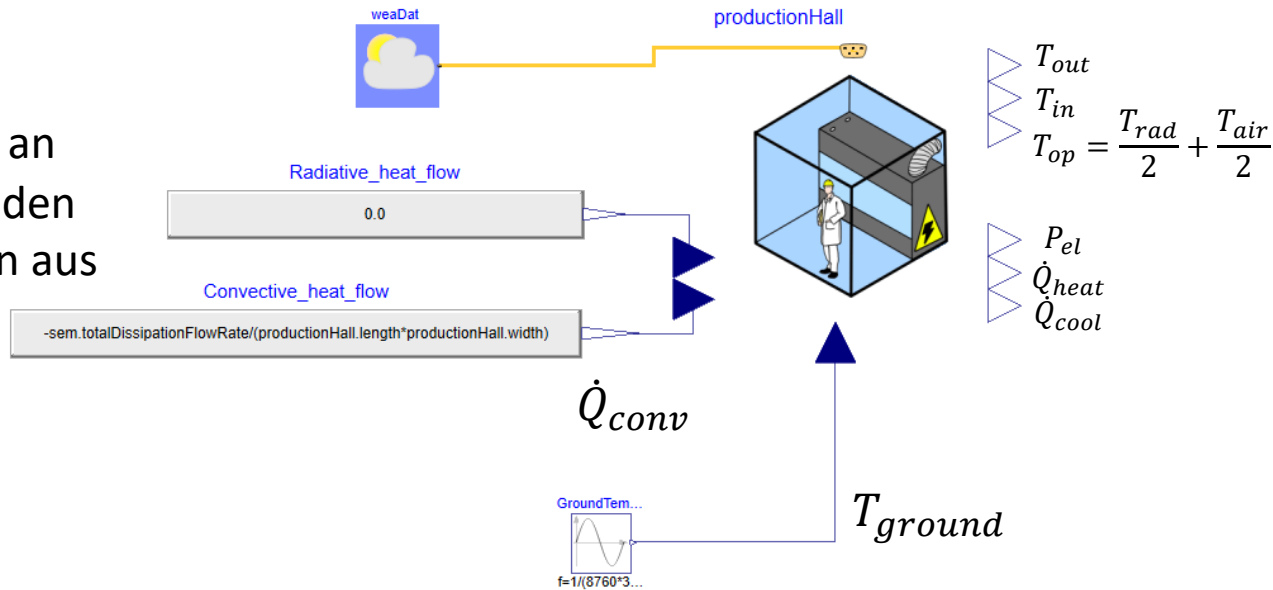 weaDat
productionHall
an
den
n aus
Radiative_heat_flow
0.0
Convective_heat_flow
-sem.totalDissipationFlowRate/(productionHall.length*productionHall.width)
Q̇_conv
GroundTem...
f=1/(8760*3...
T_ground
T_out
T_in
T_op = T_rad/2 + T_air/2
P_el
Q̇_heat
Q̇_cool